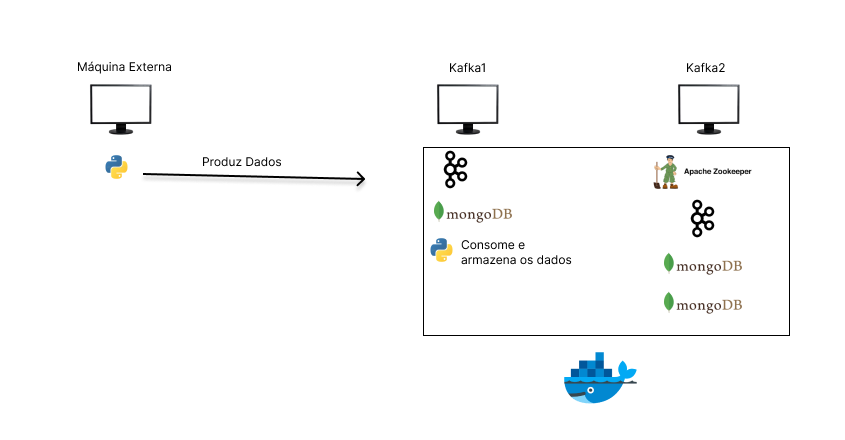 Máquina Externa
Kafka1
Kafka2
Produz Dados
Apache Zookeeper
mongoDB
Consome e
armazena os dados
mongoDB
mongoDB